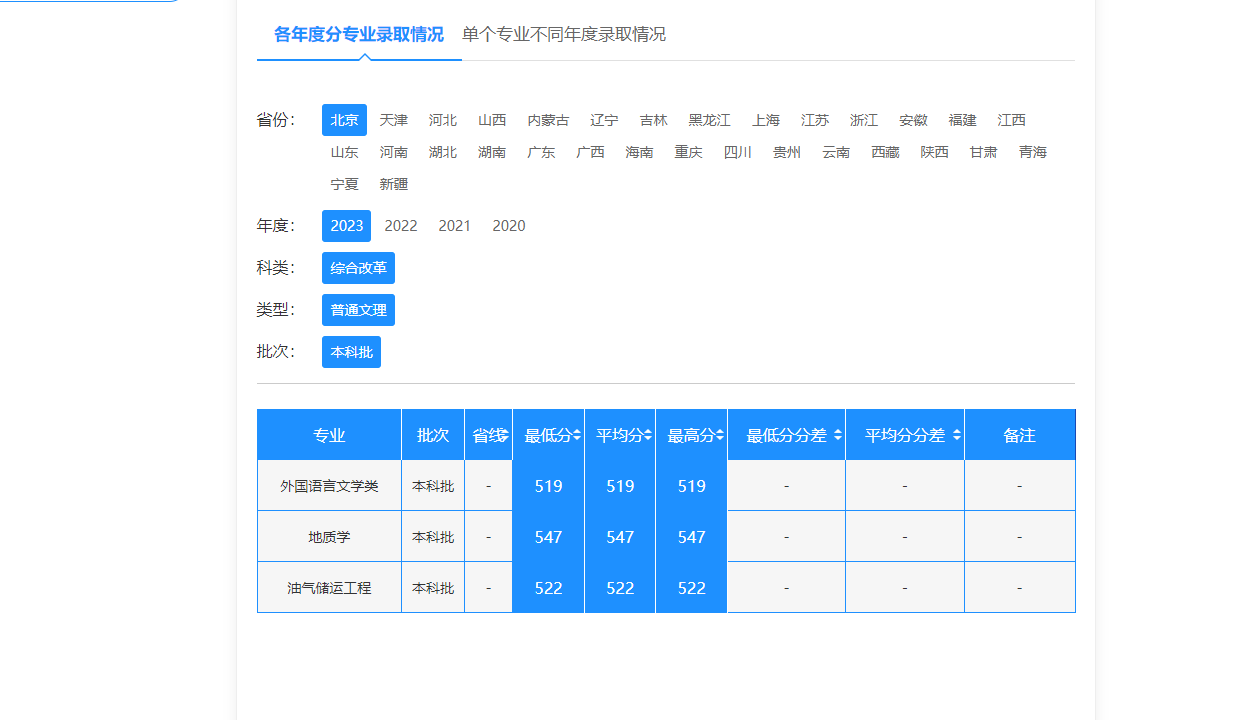 各年度分专业录取情况 单个专业不同年度录取情况
省份： 北京 天津 河北 山西 内蒙古 辽宁 吉林 黑龙江 上海 江苏 浙江 安徽 福建 江西
山东 河南 湖北 湖南 广东 广西 海南 重庆 四川 贵州 云南 西藏 陕西 甘肃 青海
宁夏 新疆
年度： 2023 2022 2021 2020
科类： 综合改革
类型： 普通文理
批次： 本科批
专业 批次 省线 最低分 平均分 最高分 最低分分差 平均分分差 备注
外国语言文学类 本科批 - 519 519 519 - - -
地质学 本科批 - 547 547 547 - - -
油气储运工程 本科批 - 522 522 522 - - -